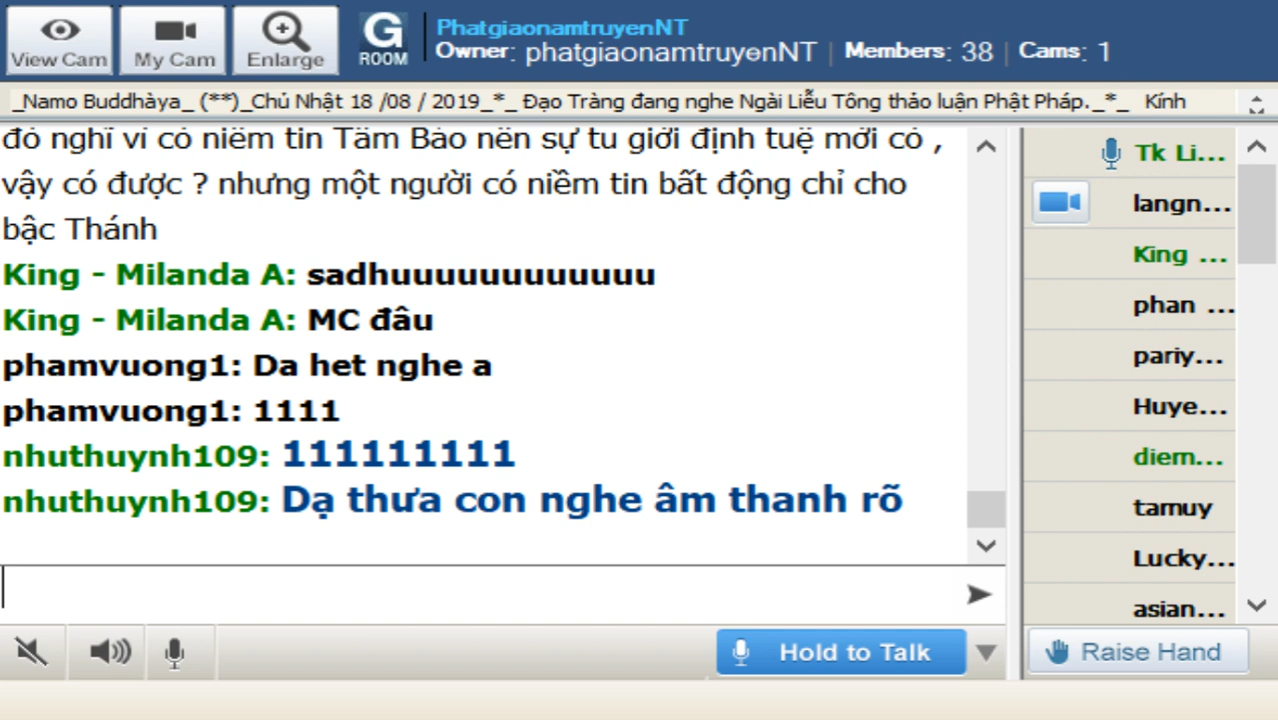 View Cam
My Cam
Enlarge
G
ROOM
PhatgiaonamtruyenNT
Owner: phatgiaonamtruyenNT | Members: 38 | Cams: 1
_Namo Buddhàya_ (**)_Chủ Nhật 18 /08 / 2019_*_ Đạo Tràng đang nghe Ngài Liễu Tông thảo luận Phật Pháp._*_ Kính
đó nghĩ vì có niềm tin Tam Bảo nên sự tu giới định tuệ mới có ,
vậy có được ? nhưng một người có niềm tin bất động chỉ cho
bậc Thánh
King - Milanda A: sadhuuuuuuuuuuuu
King - Milanda A: MC đâu
phamvuong1: Da het nghe a
phamvuong1: 1111
nhuthuynh109: 111111111
nhuthuynh109: Dạ thưa con nghe âm thanh rõ
Tk Li...
langn...
King ...
phan ...
pariy...
Huye...
diem...
tamuy
Lucky...
asian...
Hold to Talk
Raise Hand